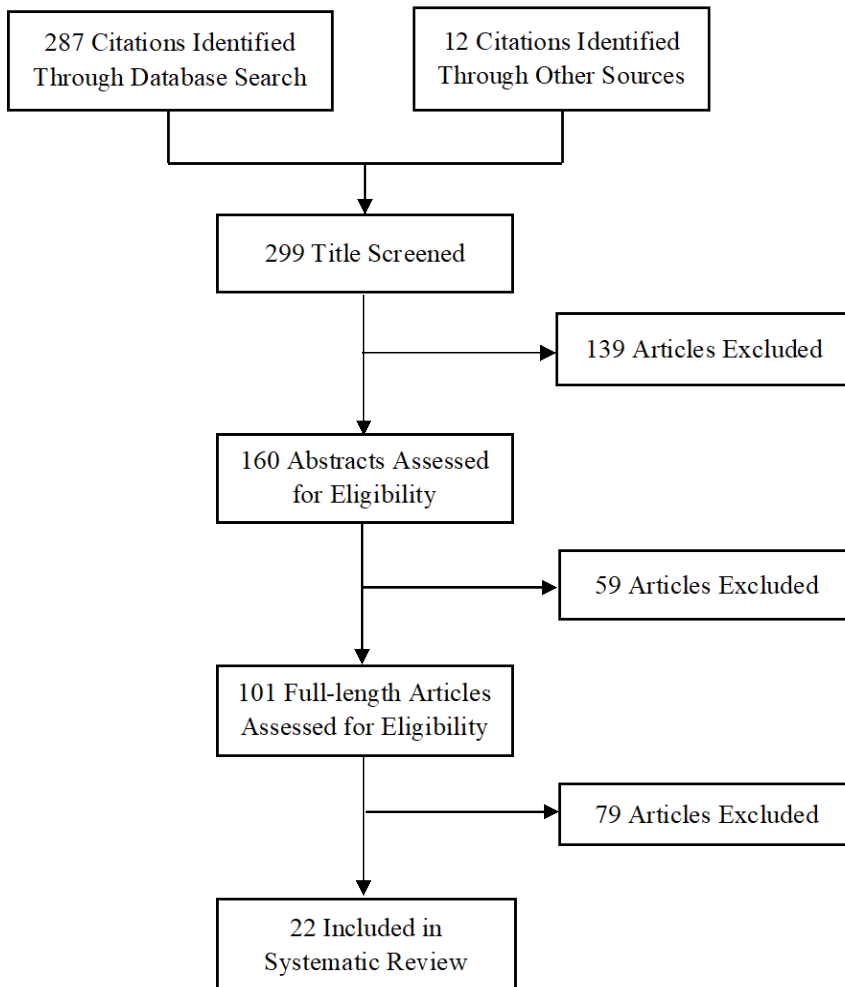 287 Citations Identified
Through Database Search
12 Citations Identified
Through Other Sources
299 Title Screened
139 Articles Excluded
160 Abstracts Assessed
for Eligibility
59 Articles Excluded
101 Full-length Articles
Assessed for Eligibility
79 Articles Excluded
22 Included in
Systematic Review